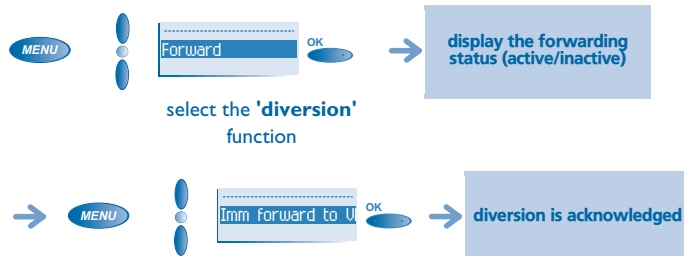 MENU
Forward
OK
display the forwarding
status (active/inactive)
select the 'diversion'
function
MENU
Imm forward to
OK
diversion is acknowledged